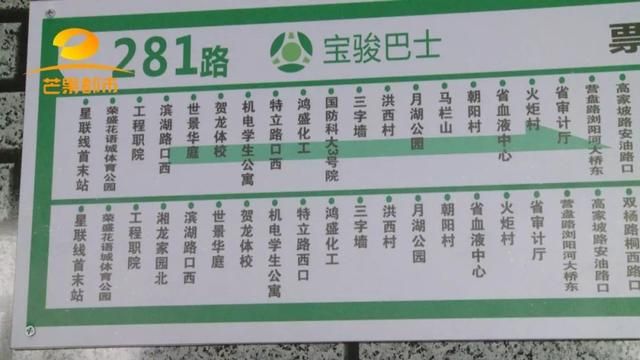 芒果都市
281路
宝骏巴士
票
星联线首末站
荣盛花语城体育公园
工程职院
滨湖路口西
世景华庭
贺龙体校
机电学生公寓
特立路口西
鸿盛化工
国防科大3号院
三字墙
洪西村
月湖公园
马栏山
朝阳村
省血液中心
火炬村
省审计厅
营盘路浏阳河大桥东
高家坡路安油路口
星联线首末站
荣盛花语城体育公园
工程职院
湘龙家园北
滨湖路口西
世景华庭
贺龙体校
机电学生公寓
特立路西口
鸿盛化工
三字墙
洪西村
月湖公园
朝阳村
省血液中心
火炬村
省审计厅
营盘路浏阳河大桥东
高家坡路安油路口
双杨路柳西路口